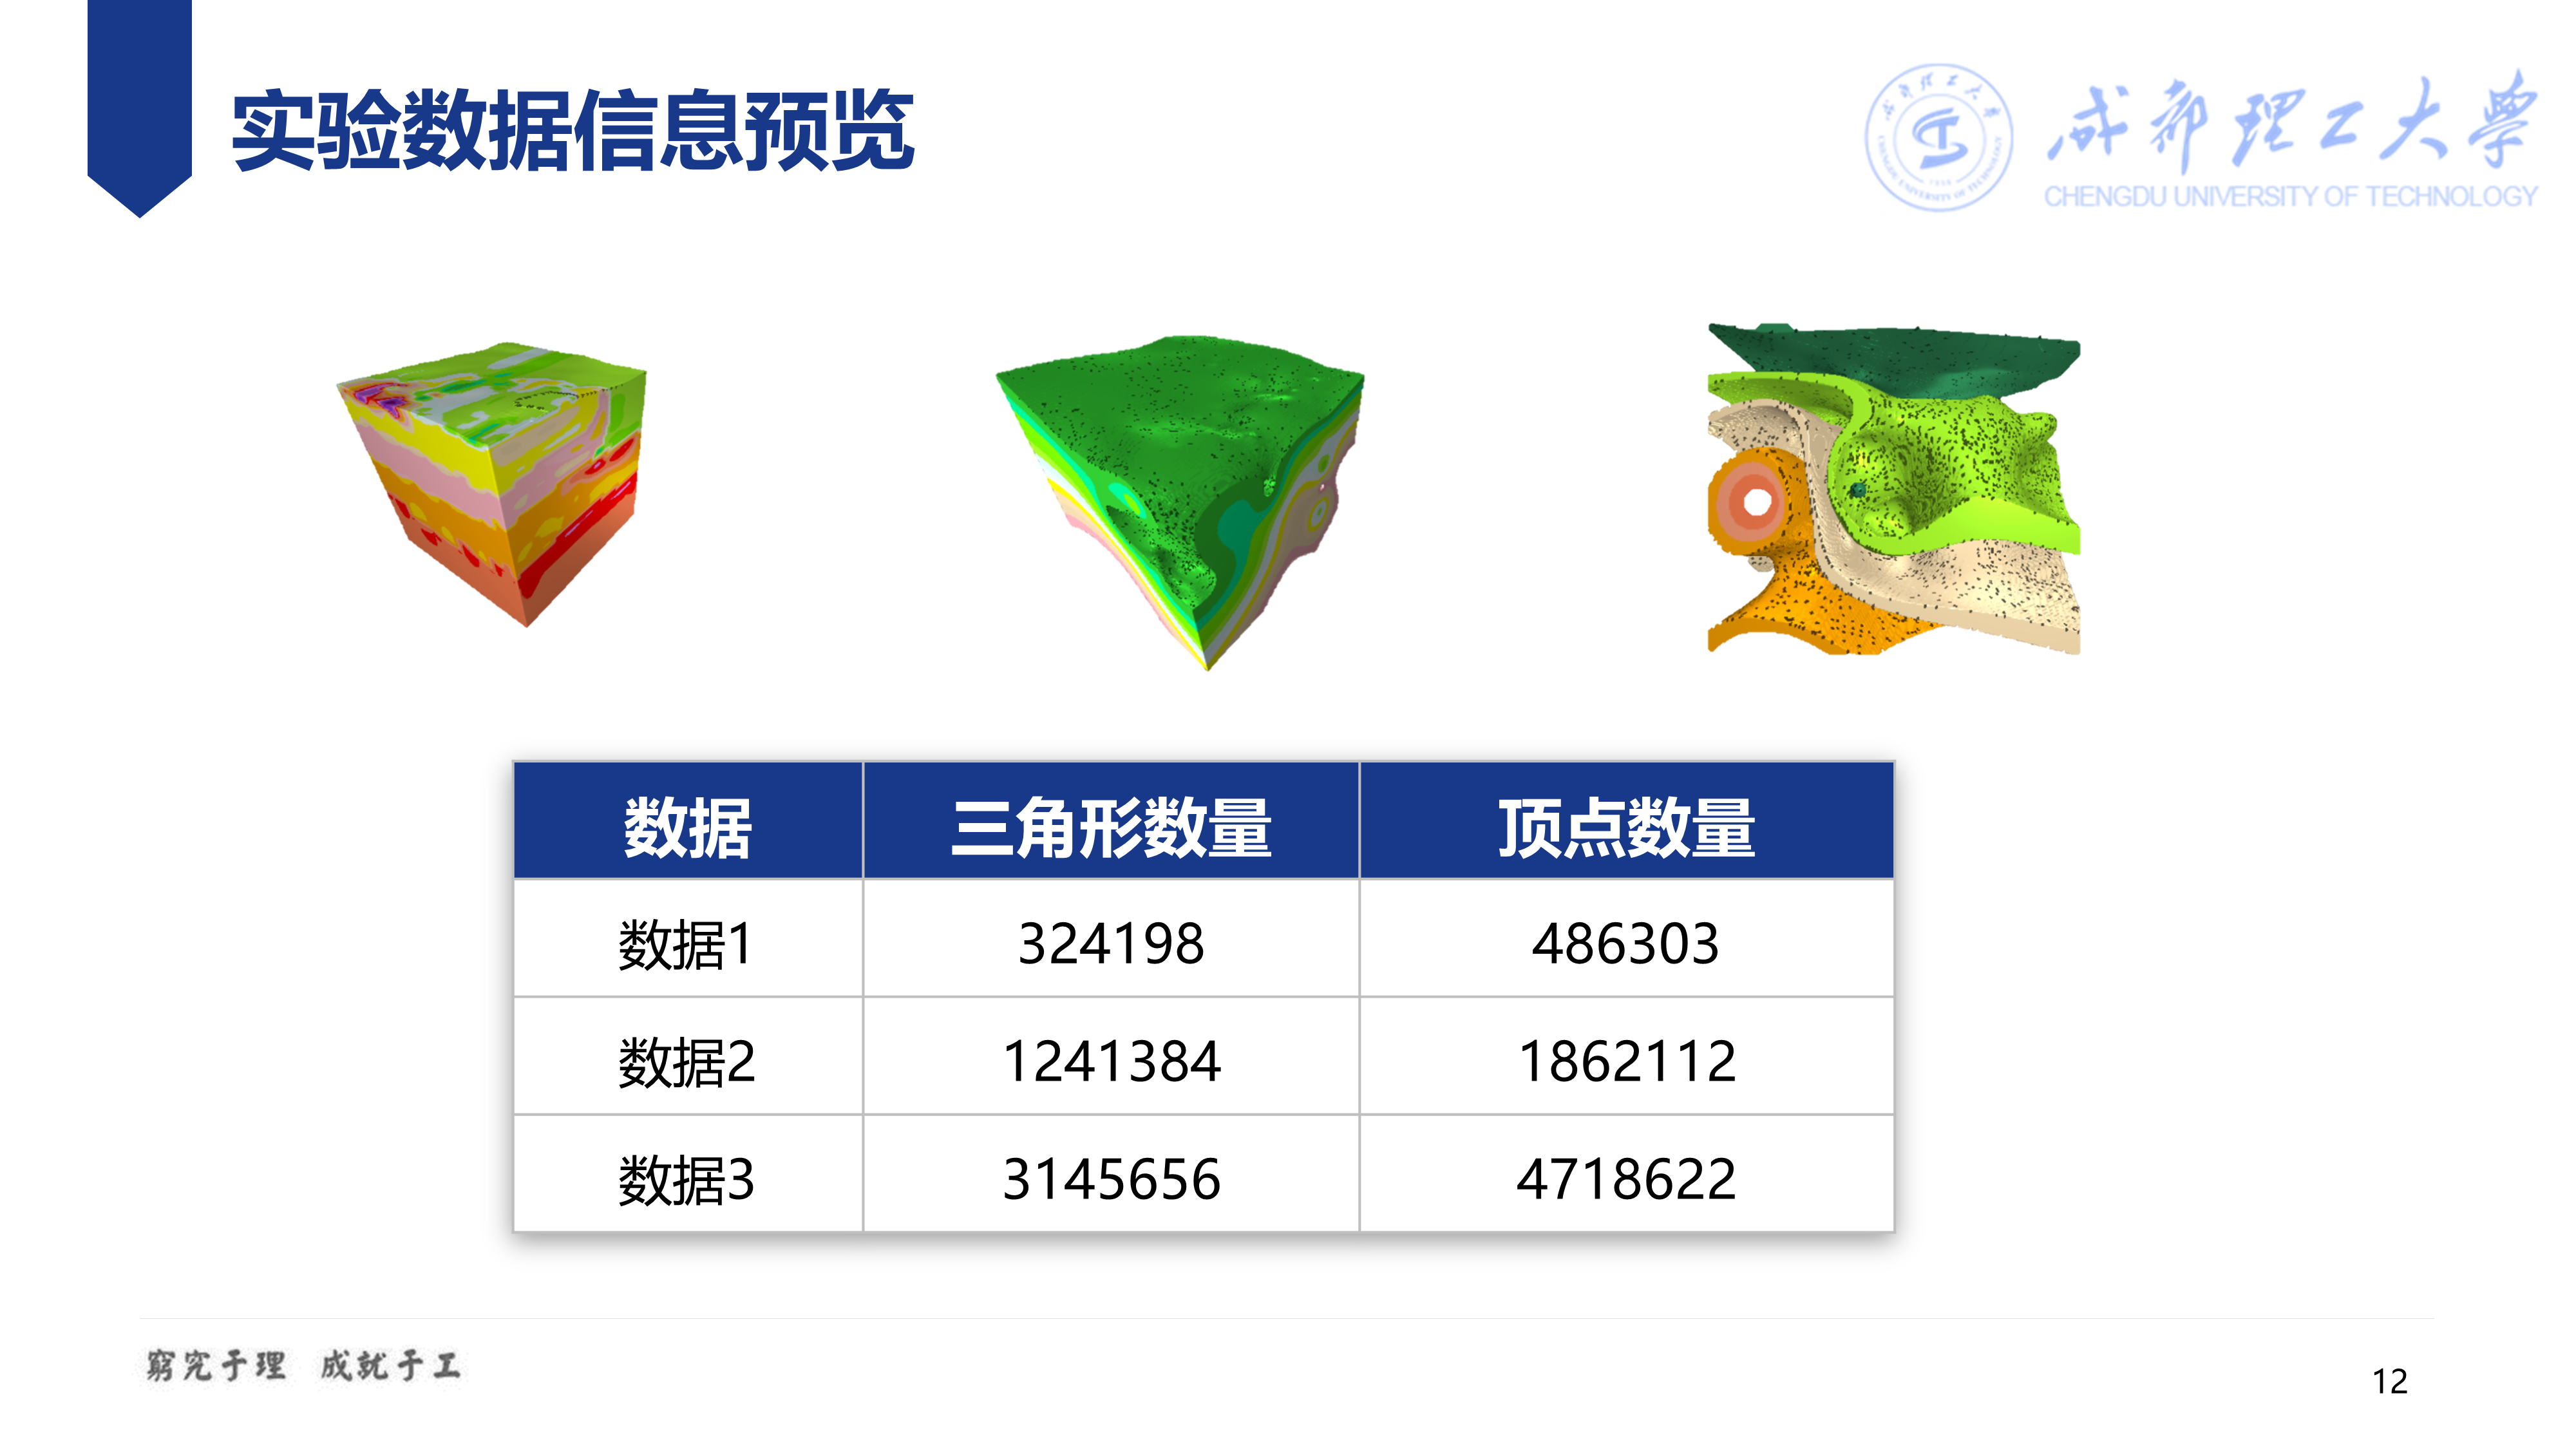 实验数据信息预览
成都理工大学
CHENGDU UNIVERSITY OF TECHNOLOGY
数据 三角形数量 顶点数量
数据1 324198 486303
数据2 1241384 1862112
数据3 3145656 4718622
窮究于理 成就于工
12